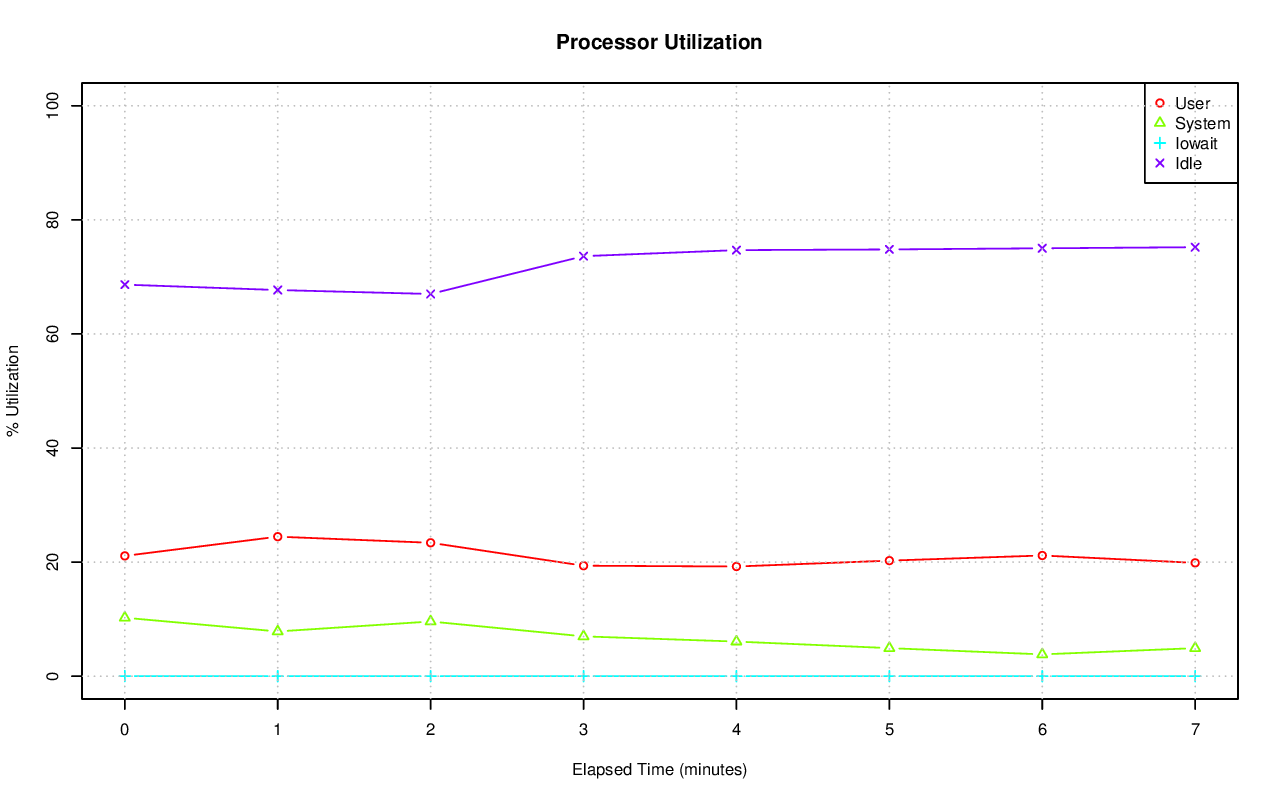 Processor Utilization
% Utilization
100
80
60
40
20
0
User
System
Iowait
Idle
0 1 2 3 4 5 6 7
Elapsed Time (minutes)